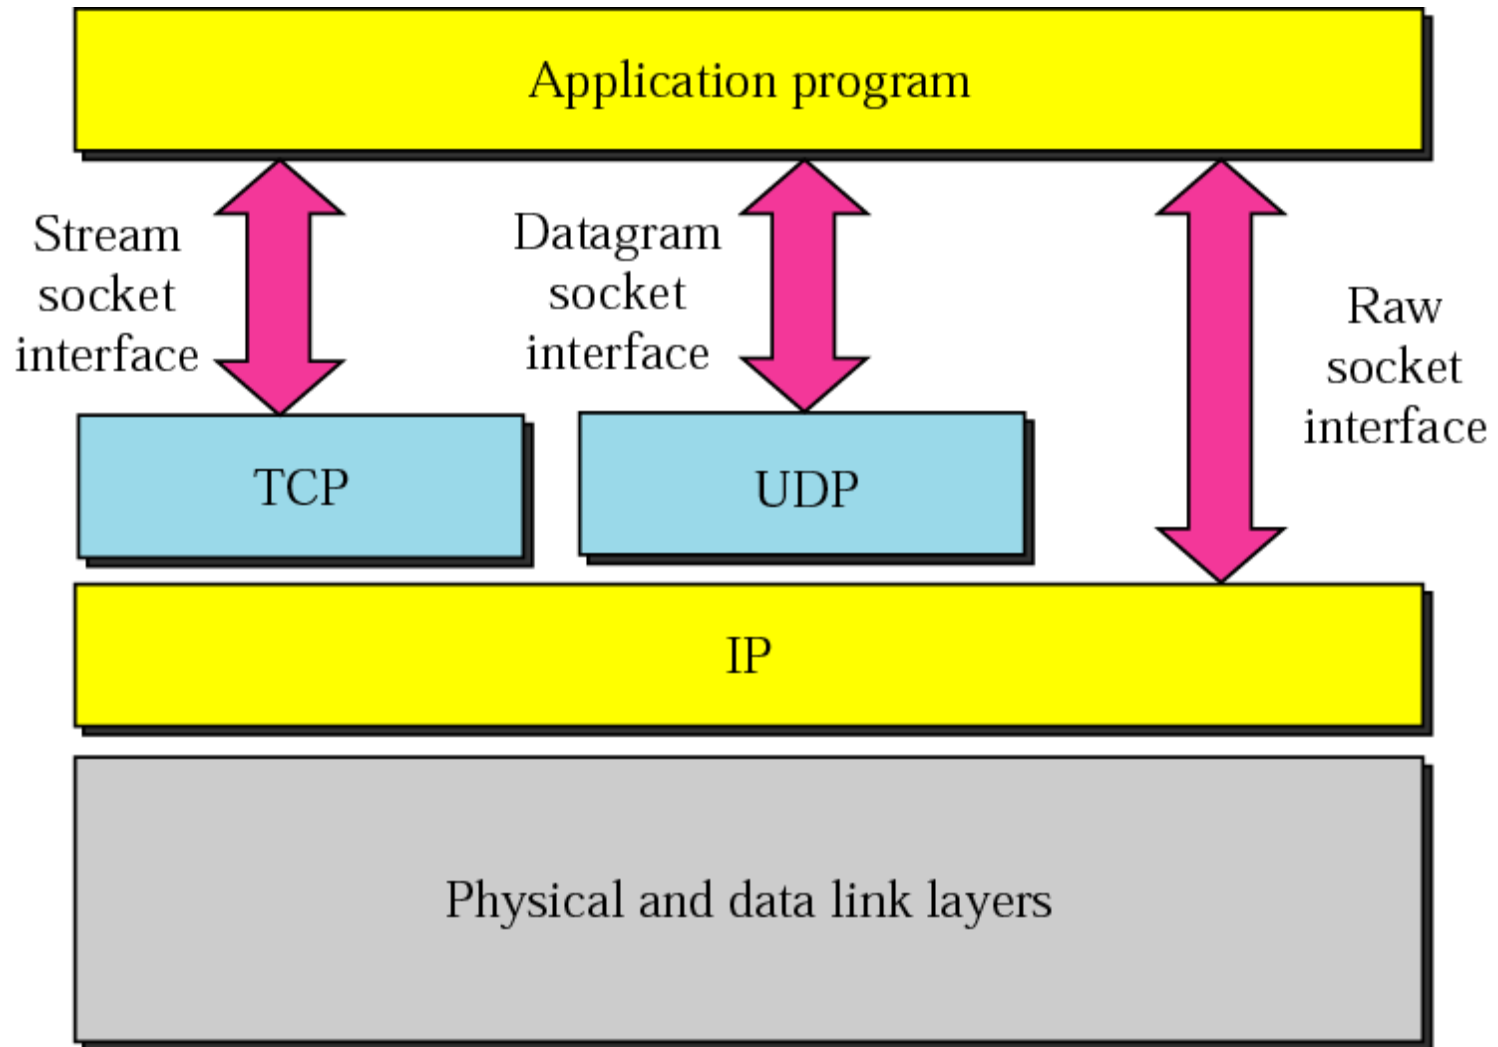 Application program
Stream
socket
interface
Datagram
socket
interface
Raw
socket
interface
TCP
UDP
IP
Physical and data link layers